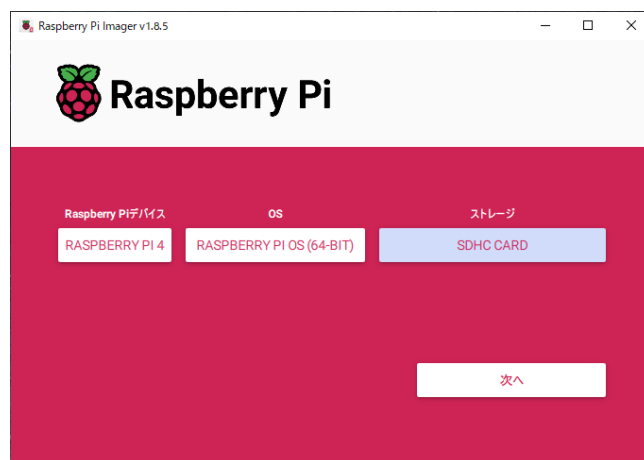 Raspberry Pi Imager v1.8.5
Raspberry Pi
Raspberry Piデバイス OS ストレージ
RASPBERRY PI 4 RASPBERRY PI OS (64-BIT) SDHC CARD
次へ